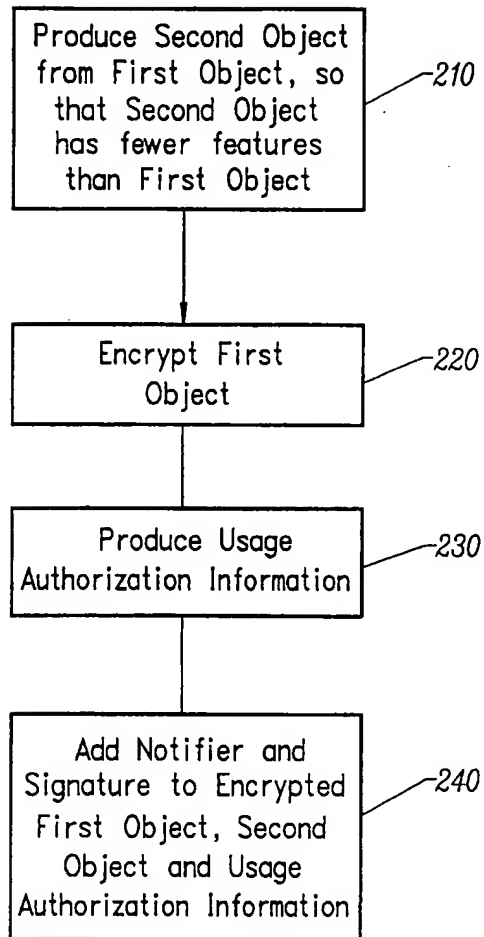 Produce Second Object
from First Object, so
that Second Object
has fewer features
than First Object
210
Encrypt First
Object
220
Produce Usage
Authorization Information
230
Add Notifier and
Signature to Encrypted
First Object, Second
Object and Usage
Authorization Information
240